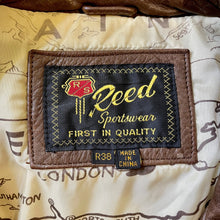 A I N
RS
Reed
Sportswear
FIRST IN QUALITY
R38
MADE
IN
CHINA
LONDON